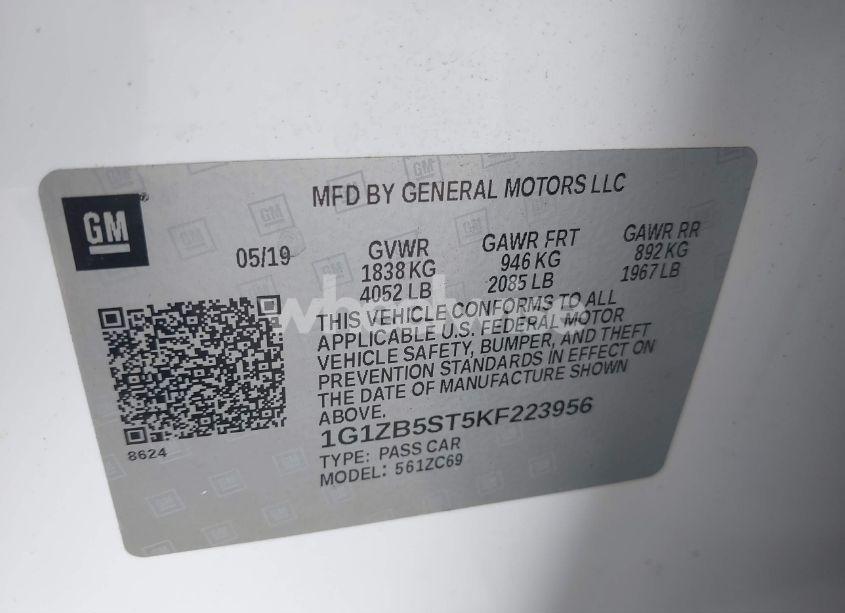 GM
MFD BY GENERAL MOTORS LLC
05/19
GVWR
1838 KG
4052 LB
GAWR FRT
946 KG
2085 LB
GAWR RR
892 KG
1967 LB
THIS VEHICLE CONFORMS TO ALL
APPLICABLE U.S. FEDERAL MOTOR
VEHICLE SAFETY, BUMPER, AND THEFT
PREVENTION STANDARDS IN EFFECT ON
THE DATE OF MANUFACTURE SHOWN
ABOVE.
1G1ZB5ST5KF223956
TYPE: PASS CAR
MODEL: 561ZC69
8624